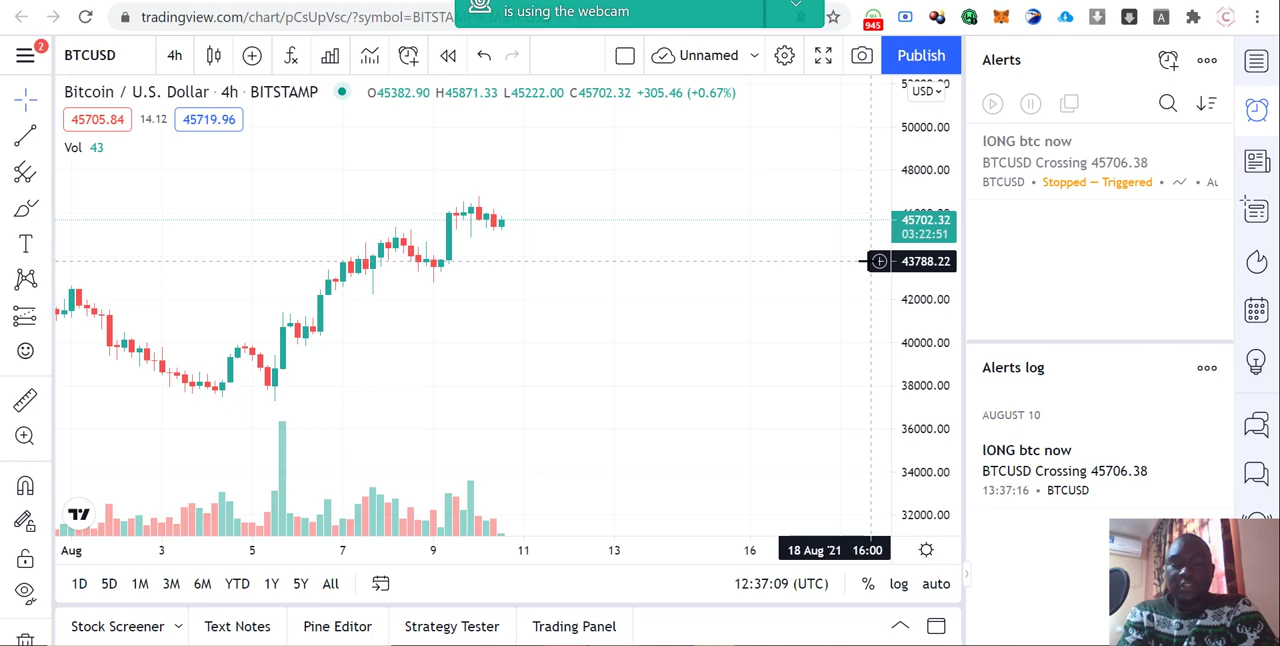 tradingview.com/chart/pCsUpVsc/?symbol=BITSTAMP
is using the webcam
945
A
C
2
BTCUSD
4h
Unnamed
Publish
Alerts
Bitcoin / U.S. Dollar · 4h · BITSTAMP
O45382.90 H45871.33 L45222.00 C45702.32 +305.46 (+0.67%)
45705.84
14.12
45719.96
Vol 43
USD
50000.00
48000.00
45702.32
03:22:51
43788.22
42000.00
40000.00
38000.00
36000.00
34000.00
32000.00
lONG btc now
BTCUSD Crossing 45706.38
BTCUSD • Stopped — Triggered •
Alerts log
AUGUST 10
lONG btc now
BTCUSD Crossing 45706.38
13:37:16 • BTCUSD
T
Aug 3 5 7 9 11 13 16 18 Aug '21 16:00
1D 5D 1M 3M 6M YTD 1Y 5Y All
12:37:09 (UTC) % log auto
Stock Screener Text Notes Pine Editor Strategy Tester Trading Panel